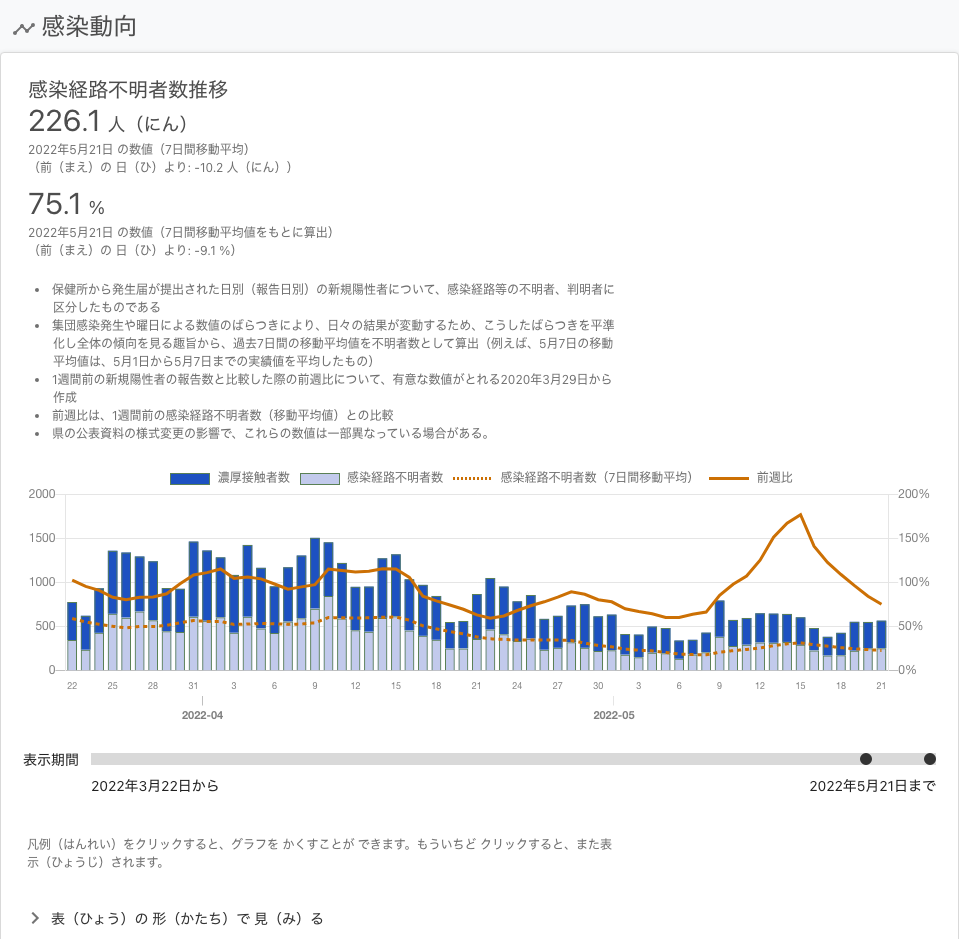 感染動向
感染経路不明者数推移
226.1 人（にん）
2022年5月21日 の数値（7日間移動平均）
（前（まえ）の 日（ひ）より: -10.2 人（にん））
75.1 %
2022年5月21日 の数値（7日間移動平均値をもとに算出）
（前（まえ）の 日（ひ）より: -9.1 %）
• 保健所から発生届が提出された日別（報告日別）の新規陽性者について、感染経路等の不明者、判明者に
区分したものである
• 集団感染発生や曜日による数値のばらつきにより、日々の結果が変動するため、こうしたばらつきを平準
化し全体の傾向を見る趣旨から、過去7日間の移動平均値を不明者数として算出（例えば、5月7日の移動
平均値は、5月1日から5月7日までの実績値を平均したもの）
• 1週間前の新規陽性者の報告数と比較した際の前週比について、有意な数値がとれる2020年3月29日から
作成
• 前週比は、1週間前の感染経路不明者数（移動平均値）との比較
• 県の公表資料の様式変更の影響で、これらの数値は一部異なっている場合がある。
濃厚接触者数 感染経路不明者数 感染経路不明者数（7日間移動平均） 前週比
2000 200%
1500 150%
1000 100%
500 50%
0 0%
22 25 28 31 3 6 9 12 15 18 21 24 27 30 3 6 9 12 15 18 21
2022-04 2022-05
表示期間
2022年3月22日から 2022年5月21日まで
凡例（はんれい）をクリックすると、グラフを かくすことが できます。もういちど クリックすると、また表
示（ひょうじ）されます。
表（ひょう）の 形（かたち）で 見（み）る